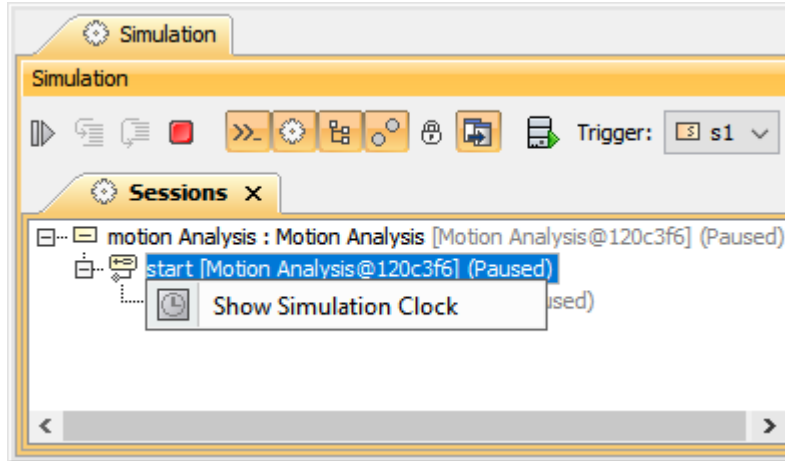 Simulation
Simulation
Trigger: s1
Sessions X
motion Analysis : Motion Analysis [Motion Analysis@120c3f6] (Paused)
start [Motion Analysis@120c3f6] (Paused)
Show Simulation Clock